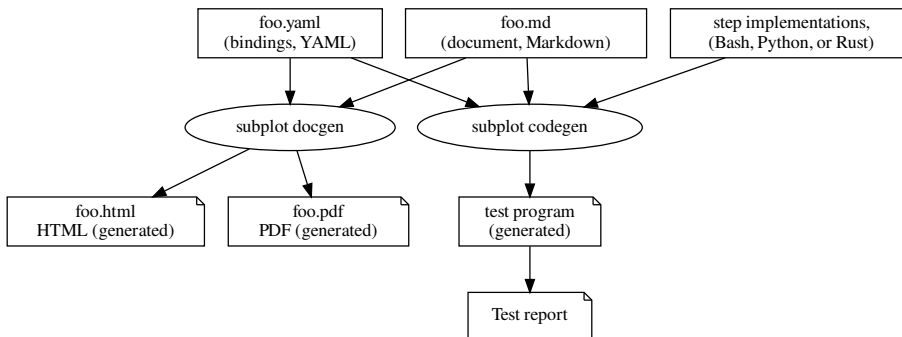 foo.yaml
(bindings, YAML)
foo.md
(document, Markdown)
step implementations,
(Bash, Python, or Rust)
subplot docgen
subplot codegen
foo.html
HTML (generated)
foo.pdf
PDF (generated)
test program
(generated)
Test report